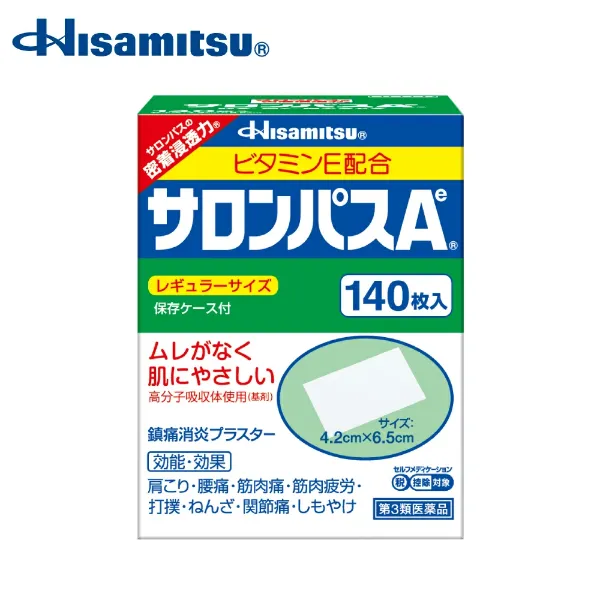 Hisamitsu®
サロンパスAe
サロンパスの
密着浸透力®
Hisamitsu®
ビタミンE配合
サロンパスAe®
レギュラーサイズ
保存ケース付
140枚入
ムレがなく
肌にやさしい
高分子吸収体使用(基剤)
サイズ:
4.2cm×6.5cm
鎮痛消炎プラスター
効能・効果
肩こり・腰痛・筋肉痛・筋肉疲労・
打撲・ねんざ・関節痛・しもやけ
セルフメディケーション
税 控除 対象
第3類医薬品